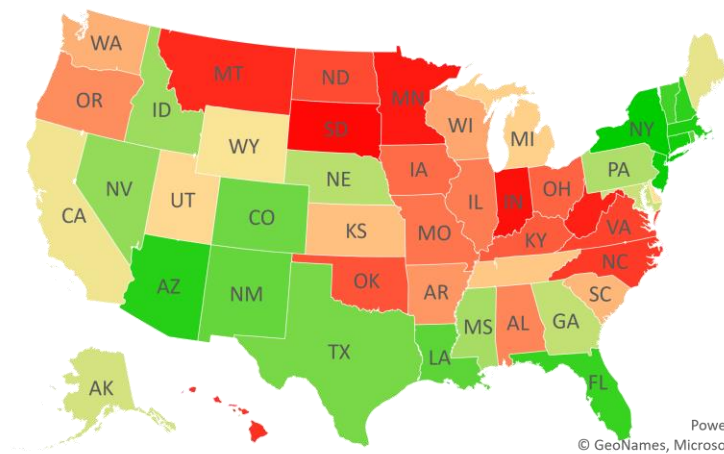 WA
MT
ND
MN
OR
ID
SD
WI
MI
NY
WY
IA
PA
NV
NE
IL
IN
OH
CA
UT
CO
KS
MO
KY
VA
AZ
NM
OK
AR
NC
SC
TX
LA
MS
AL
GA
AK
FL
Powe
© GeoNames, Microso